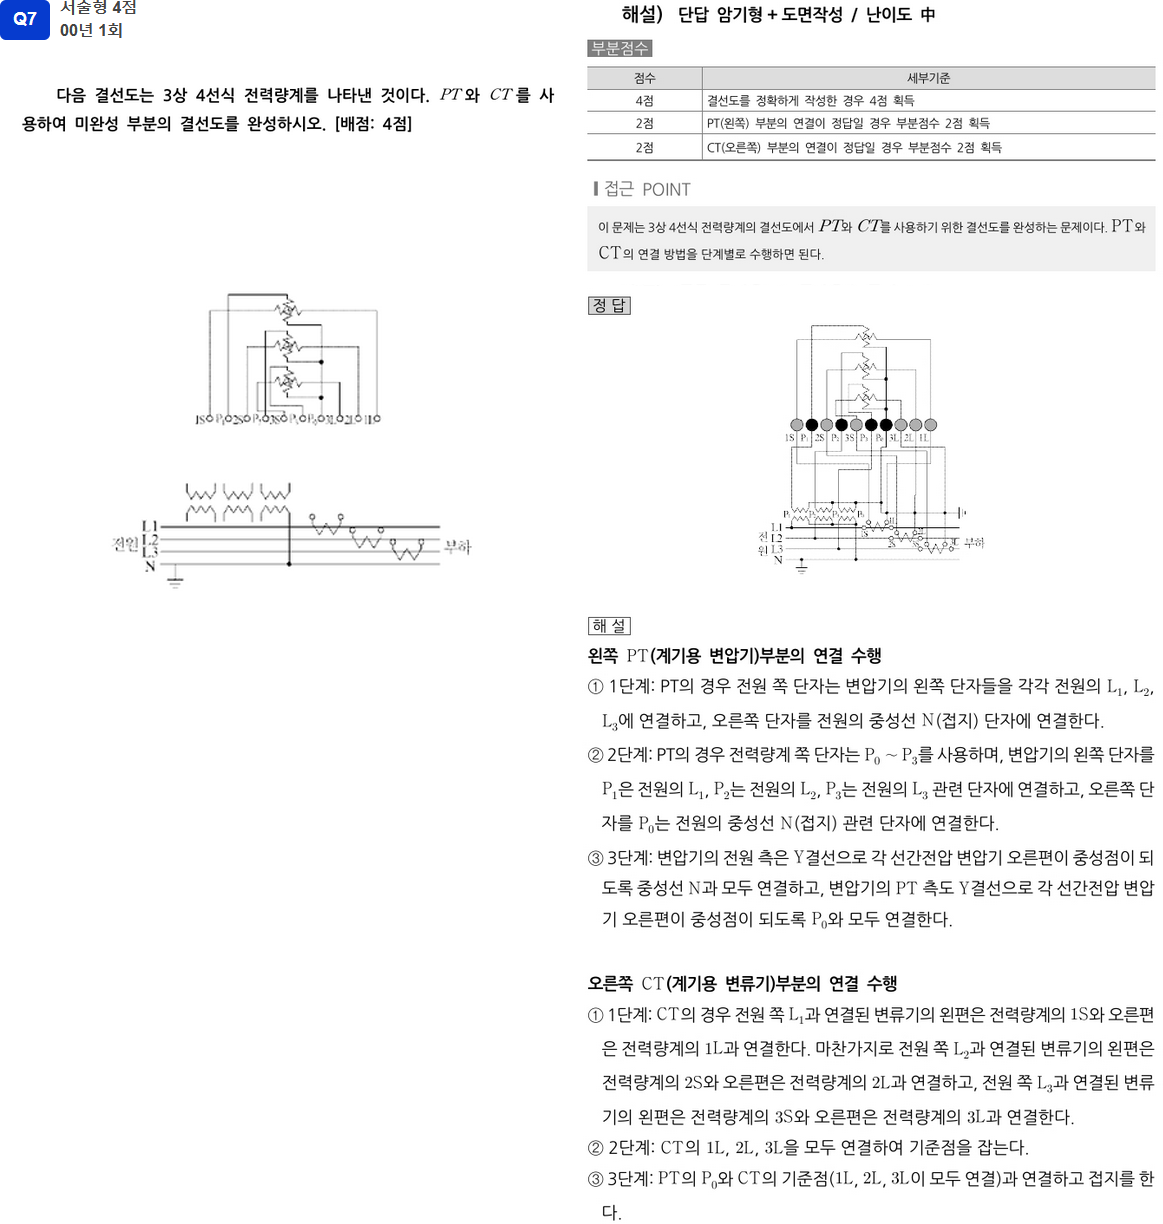 Q7
서술형 4점
00년 1회
다음 결선도는 3상 4선식 전력량계를 나타낸 것이다. PT와 CT를 사
용하여 미완성 부분의 결선도를 완성하시오. [배점: 4점]
1S P₁ 2S P₂ 3S P₃ P₀ 3L 2L 1L
L1
전원 L2 부하
L3
N
해설) 단답 암기형 + 도면작성 / 난이도 中
부분점수
점수 세부기준
4점 결선도를 정확하게 작성한 경우 4점 획득
2점 PT(왼쪽) 부분의 연결이 정답일 경우 부분점수 2점 획득
2점 CT(오른쪽) 부분의 연결이 정답일 경우 부분점수 2점 획득
접근 POINT
이 문제는 3상 4선식 전력량계의 결선도에서 PT와 CT를 사용하기 위한 결선도를 완성하는 문제이다. PT와
CT의 연결 방법을 단계별로 수행하면 된다.
정 답
1S P₁ 2S P₂ 3S P₃ P₀ 3L 2L 1L
L1
전 L2 부하
원 L3
N
해 설
왼쪽 PT(계기용 변압기)부분의 연결 수행
① 1단계: PT의 경우 전원 쪽 단자는 변압기의 왼쪽 단자들을 각각 전원의 L₁, L₂,
L₃에 연결하고, 오른쪽 단자를 전원의 중성선 N(접지) 단자에 연결한다.
② 2단계: PT의 경우 전력량계 쪽 단자는 P₀ ~ P₃를 사용하며, 변압기의 왼쪽 단자를
P₁은 전원의 L₁, P₂는 전원의 L₂, P₃는 전원의 L₃ 관련 단자에 연결하고, 오른쪽 단
자를 P₀는 전원의 중성선 N(접지) 관련 단자에 연결한다.
③ 3단계: 변압기의 전원 측은 Y결선으로 각 선간전압 변압기 오른편이 중성점이 되
도록 중성선 N과 모두 연결하고, 변압기의 PT 측도 Y결선으로 각 선간전압 변압
기 오른편이 중성점이 되도록 P₀와 모두 연결한다.
오른쪽 CT(계기용 변류기)부분의 연결 수행
① 1단계: CT의 경우 전원 쪽 L₁과 연결된 변류기의 왼편은 전력량계의 1S와 오른편
은 전력량계의 1L과 연결한다. 마찬가지로 전원 쪽 L₂과 연결된 변류기의 왼편은
전력량계의 2S와 오른편은 전력량계의 2L과 연결하고, 전원 쪽 L₃과 연결된 변류
기의 왼편은 전력량계의 3S와 오른편은 전력량계의 3L과 연결한다.
② 2단계: CT의 1L, 2L, 3L을 모두 연결하여 기준점을 잡는다.
③ 3단계: PT의 P₀와 CT의 기준점(1L, 2L, 3L이 모두 연결)과 연결하고 접지를 한
다.